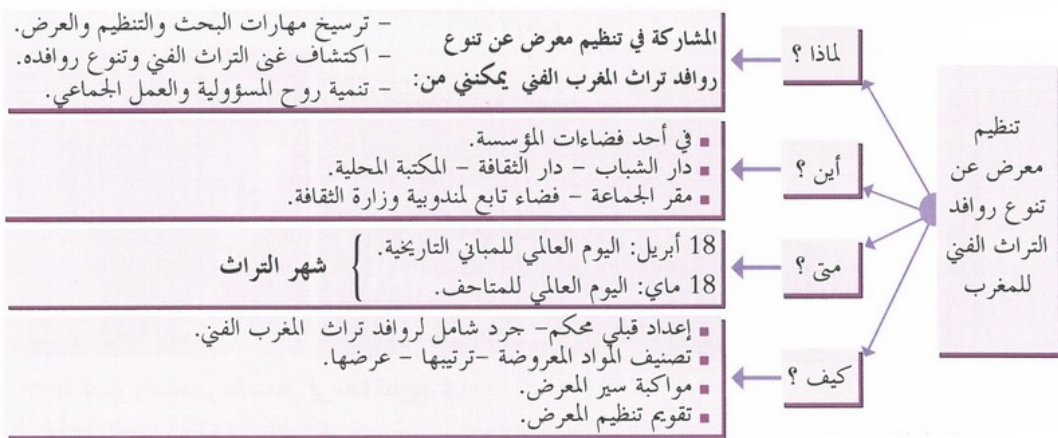 تنظيم
معرض عن
تنوع روافد
التراث الفني
للمغرب
لماذا ؟
المشاركة في تنظيم معرض عن تنوع
روافد تراث المغرب الفني يمكنني من:
– ترسيخ مهارات البحث والتنظيم والعرض.
– اكتشاف غنى التراث الفني وتنوع روافده.
– تنمية روح المسؤولية والعمل الجماعي.
أين ؟
▪ في أحد فضاءات المؤسسة.
▪ دار الشباب – دار الثقافة – المكتبة المحلية.
▪ مقر الجماعة – فضاء تابع لمندوبية وزارة الثقافة.
متى ؟
18 أبريل: اليوم العالمي للمباني التاريخية.
18 ماي: اليوم العالمي للمتاحف.
شهر التراث
كيف ؟
▪ إعداد قبلي محكم– جرد شامل لروافد تراث المغرب الفني.
▪ تصنيف المواد المعروضة –ترتيبها – عرضها.
▪ مواكبة سير المعرض.
▪ تقويم تنظيم المعرض.